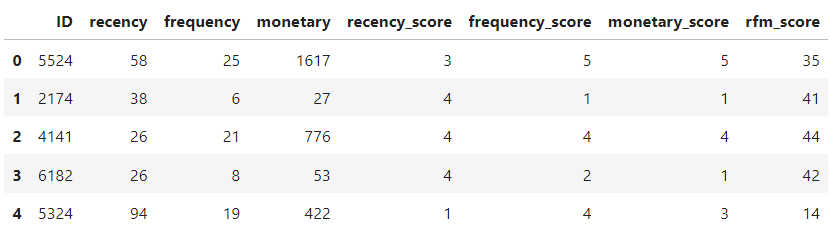 ID recency frequency monetary recency_score frequency_score monetary_score rfm_score
0 5524 58 25 1617 3 5 5 35
1 2174 38 6 27 4 1 1 41
2 4141 26 21 776 4 4 4 44
3 6182 26 8 53 4 2 1 42
4 5324 94 19 422 1 4 3 14